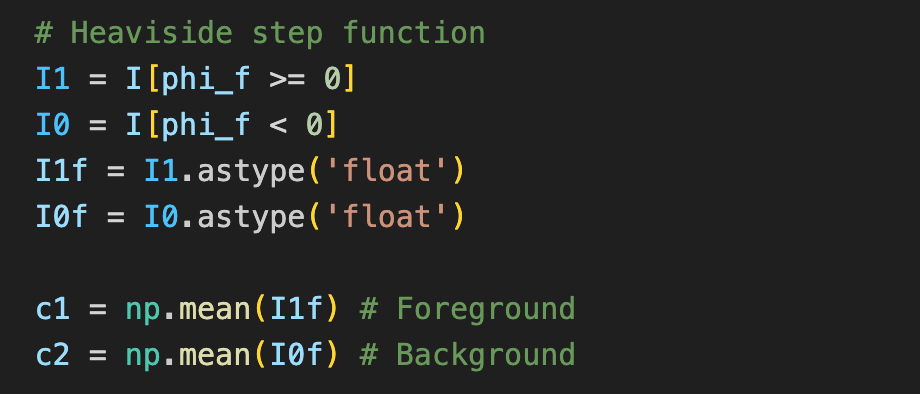 # Heaviside step function
I1 = I[phi_f >= 0]
I0 = I[phi_f < 0]
I1f = I1.astype('float')
I0f = I0.astype('float')
c1 = np.mean(I1f) # Foreground
c2 = np.mean(I0f) # Background